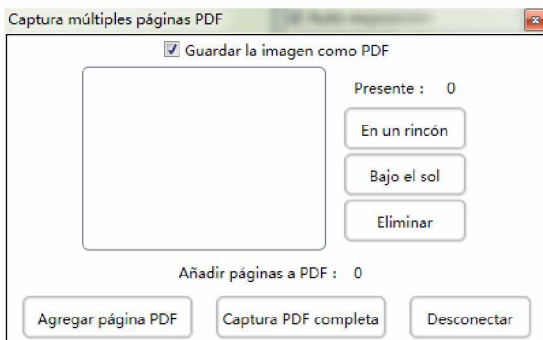 Captura múltiples páginas PDF
Guardar la imagen como PDF
Presente : 0
En un rincón
Bajo el sol
Eliminar
Añadir páginas a PDF : 0
Agregar página PDF
Captura PDF completa
Desconectar